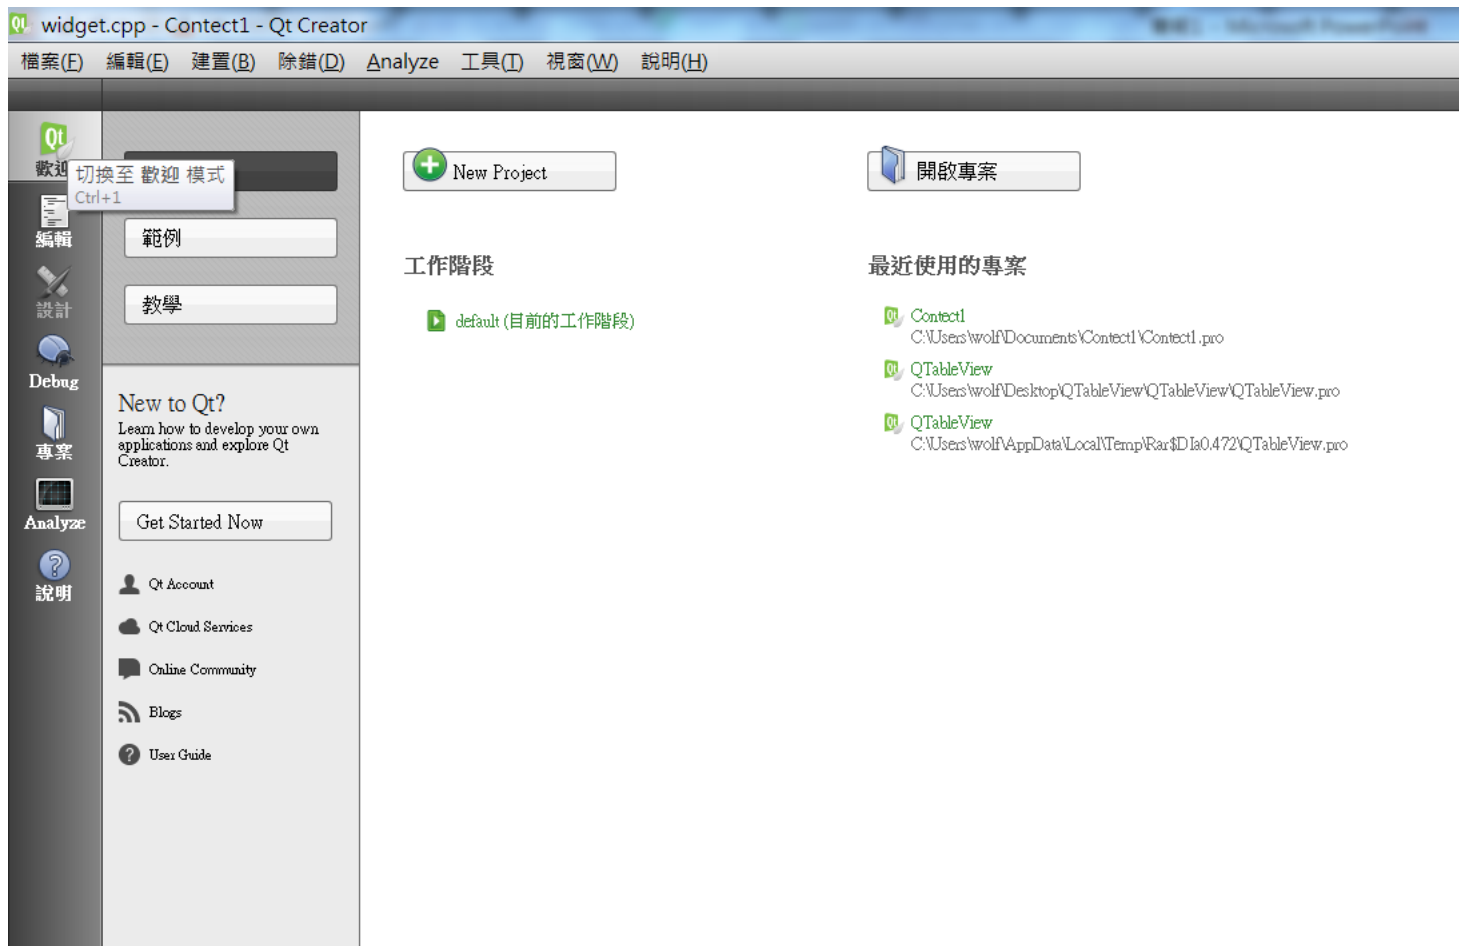 widget.cpp - Contect1 - Qt Creator
檔案(F) 編輯(E) 建置(B) 除錯(D) Analyze 工具(T) 視窗(W) 說明(H)
Qt
歡迎
切換至 歡迎 模式
Ctrl+1
編輯
設計
Debug
專案
Analyze
說明
範例
教學
New to Qt?
Learn how to develop your own
applications and explore Qt
Creator.
Get Started Now
Qt Account
Qt Cloud Services
Online Community
Blogs
User Guide
New Project
開啟專案
工作階段
default (目前的工作階段)
最近使用的專案
Contect1
C:\Users\wolf\Documents\Contect1\Contect1.pro
QTableView
C:\Users\wolf\Desktop\QTableView\QTableView\QTableView.pro
QTableView
C:\Users\wolf\AppData\Local\Temp\Rar$DIa0.472\QTableView.pro